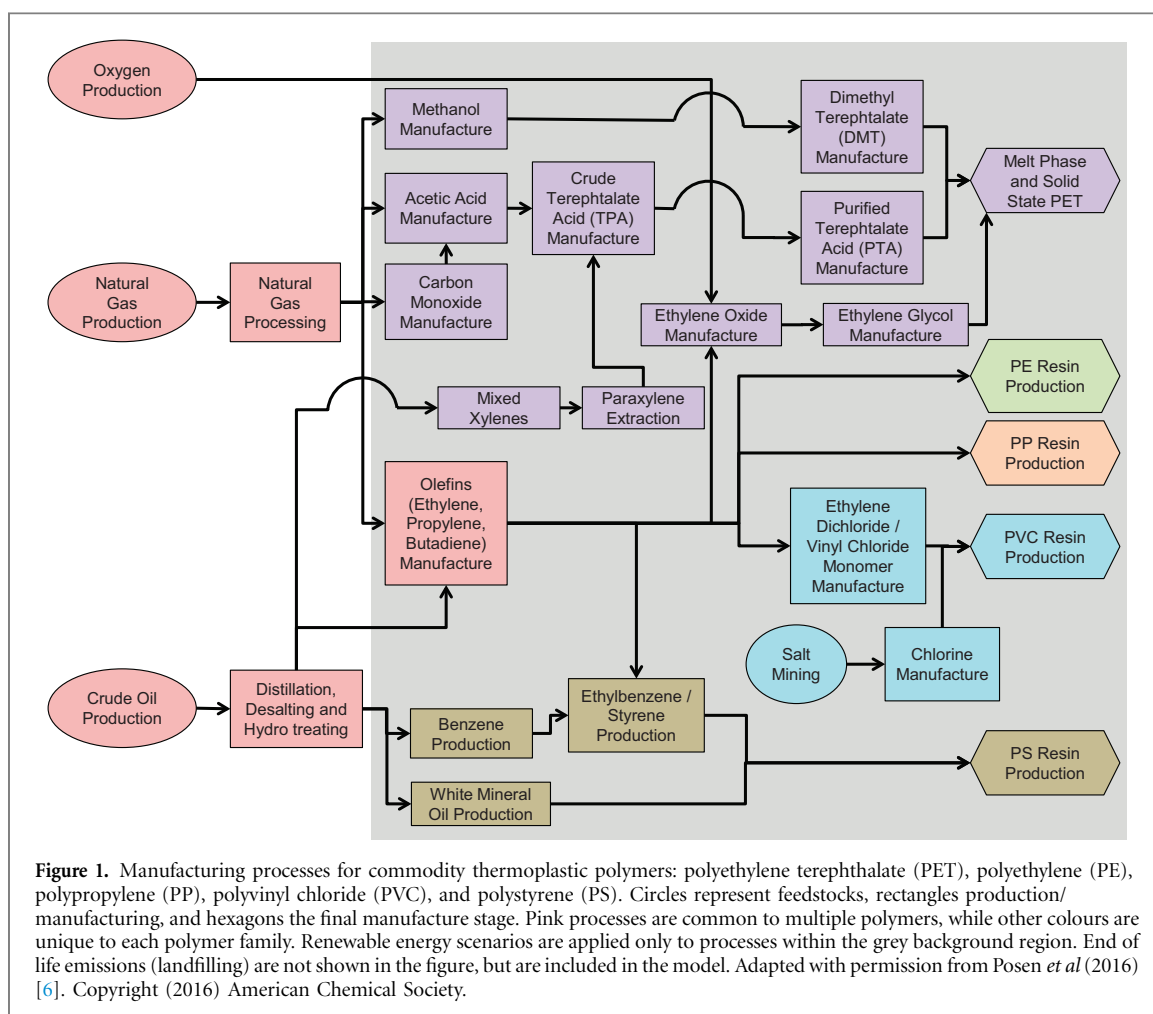 Oxygen
Production
Methanol
Manufacture
Dimethyl
Terephtalate
(DMT)
Manufacture
Melt Phase
and Solid
State PET
Acetic Acid
Manufacture
Crude
Terephtalate
Acid (TPA)
Manufacture
Purified
Terephtalate
Acid (PTA)
Manufacture
Natural
Gas
Production
Natural
Gas
Processing
Carbon
Monoxide
Manufacture
Ethylene Oxide
Manufacture
Ethylene Glycol
Manufacture
PE Resin
Production
Mixed
Xylenes
Paraxylene
Extraction
PP Resin
Production
Olefins
(Ethylene,
Propylene,
Butadiene)
Manufacture
Ethylene
Dichloride /
Vinyl Chloride
Monomer
Manufacture
PVC Resin
Production
Salt
Mining
Chlorine
Manufacture
Crude Oil
Production
Distillation,
Desalting and
Hydro treating
Benzene
Production
Ethylbenzene /
Styrene
Production
PS Resin
Production
White Mineral
Oil Production
Figure 1. Manufacturing processes for commodity thermoplastic polymers: polyethylene terephthalate (PET), polyethylene (PE),
polypropylene (PP), polyvinyl chloride (PVC), and polystyrene (PS). Circles represent feedstocks, rectangles production/
manufacturing, and hexagons the final manufacture stage. Pink processes are common to multiple polymers, while other colours are
unique to each polymer family. Renewable energy scenarios are applied only to processes within the grey background region. End of
life emissions (landfilling) are not shown in the figure, but are included in the model. Adapted with permission from Posen et al (2016)
[6]. Copyright (2016) American Chemical Society.